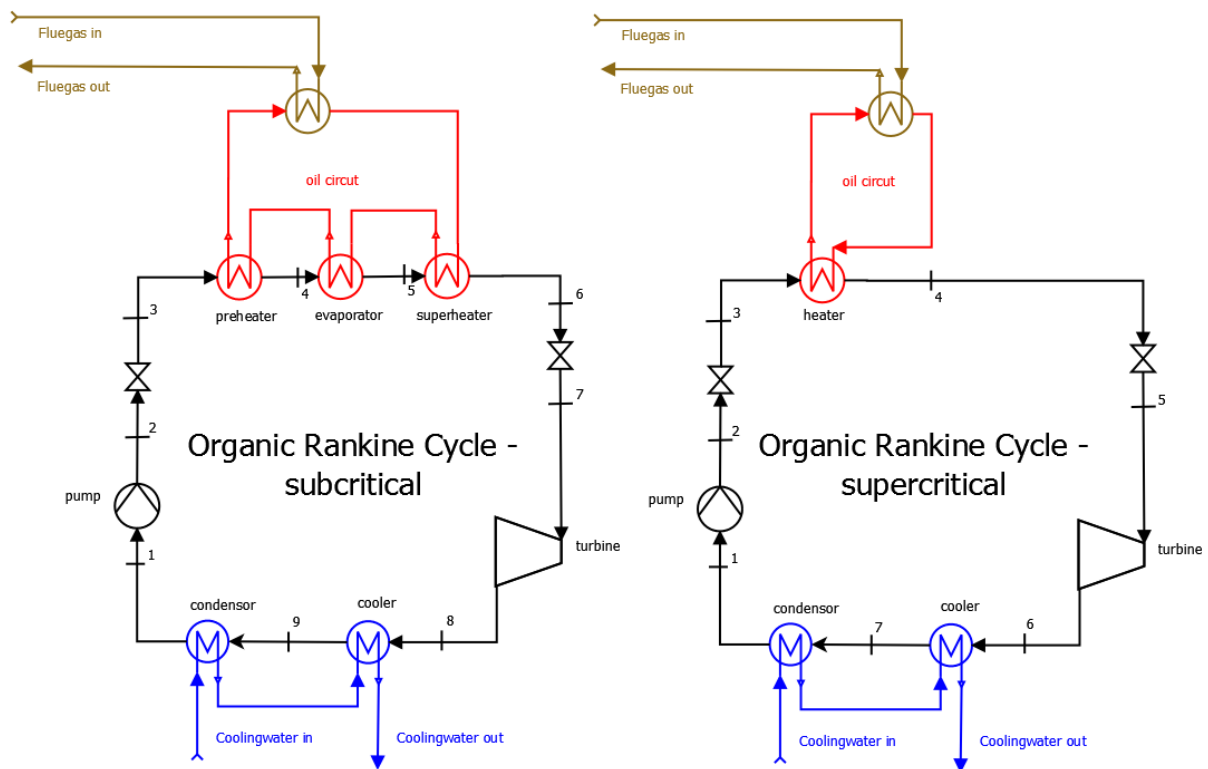 Fluegas in
Fluegas out
oil circut
3
4
5
6
preheater
evaporator
superheater
7
2
Organic Rankine Cycle -
subcritical
pump
turbine
1
condensor
cooler
9
8
Coolingwater in
Coolingwater out
Fluegas in
Fluegas out
oil circut
4
3
heater
5
2
Organic Rankine Cycle -
supercritical
pump
turbine
1
condensor
cooler
7
6
Coolingwater in
Coolingwater out